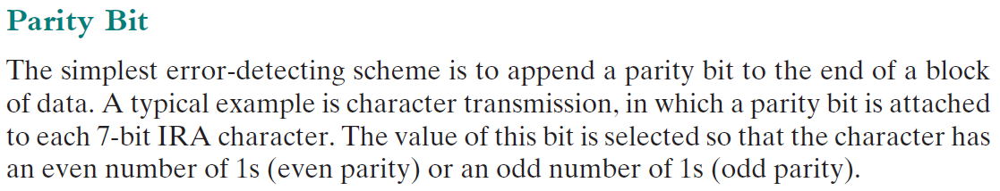 Parity Bit
The simplest error-detecting scheme is to append a parity bit to the end of a block
of data. A typical example is character transmission, in which a parity bit is attached
to each 7-bit IRA character. The value of this bit is selected so that the character has
an even number of 1s (even parity) or an odd number of 1s (odd parity).